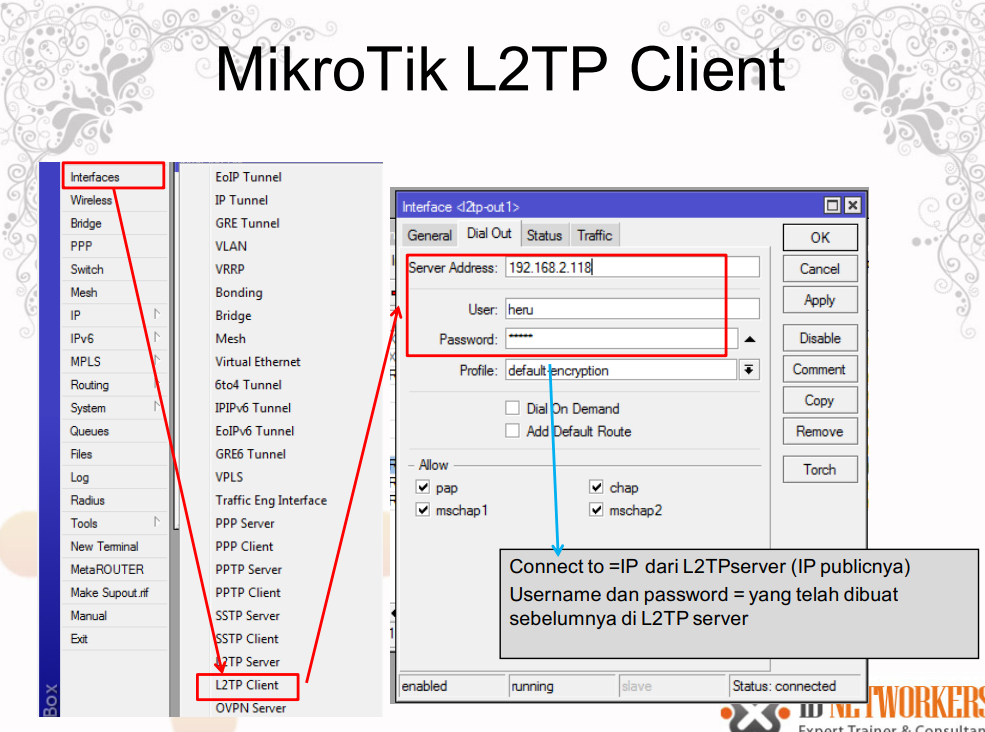 MikroTik L2TP Client
Interfaces
Wireless
Bridge
PPP
Switch
Mesh
IP
IPv6
MPLS
Routing
System
Queues
Files
Log
Radius
Tools
New Terminal
MetaROUTER
Make Supout.rif
Manual
Exit
Box
EoIP Tunnel
IP Tunnel
GRE Tunnel
VLAN
VRRP
Bonding
Bridge
Mesh
Virtual Ethernet
6to4 Tunnel
IPIPv6 Tunnel
EoIPv6 Tunnel
GRE6 Tunnel
VPLS
Traffic Eng Interface
PPP Server
PPP Client
PPTP Server
PPTP Client
SSTP Server
SSTP Client
L2TP Server
L2TP Client
OVPN Server
Interface <l2tp-out1>
General Dial Out Status Traffic
Server Address: 192.168.2.118
User: heru
Password: *****
Profile: default-encryption
Dial On Demand
Add Default Route
Allow
pap chap
mschap1 mschap2
OK
Cancel
Apply
Disable
Comment
Copy
Remove
Torch
Connect to =IP dari L2TPserver (IP publicnya)
Username dan password = yang telah dibuat
sebelumnya di L2TP server
enabled running slave Status: connected
ID NETWORKERS
Expert Trainer & Consultan